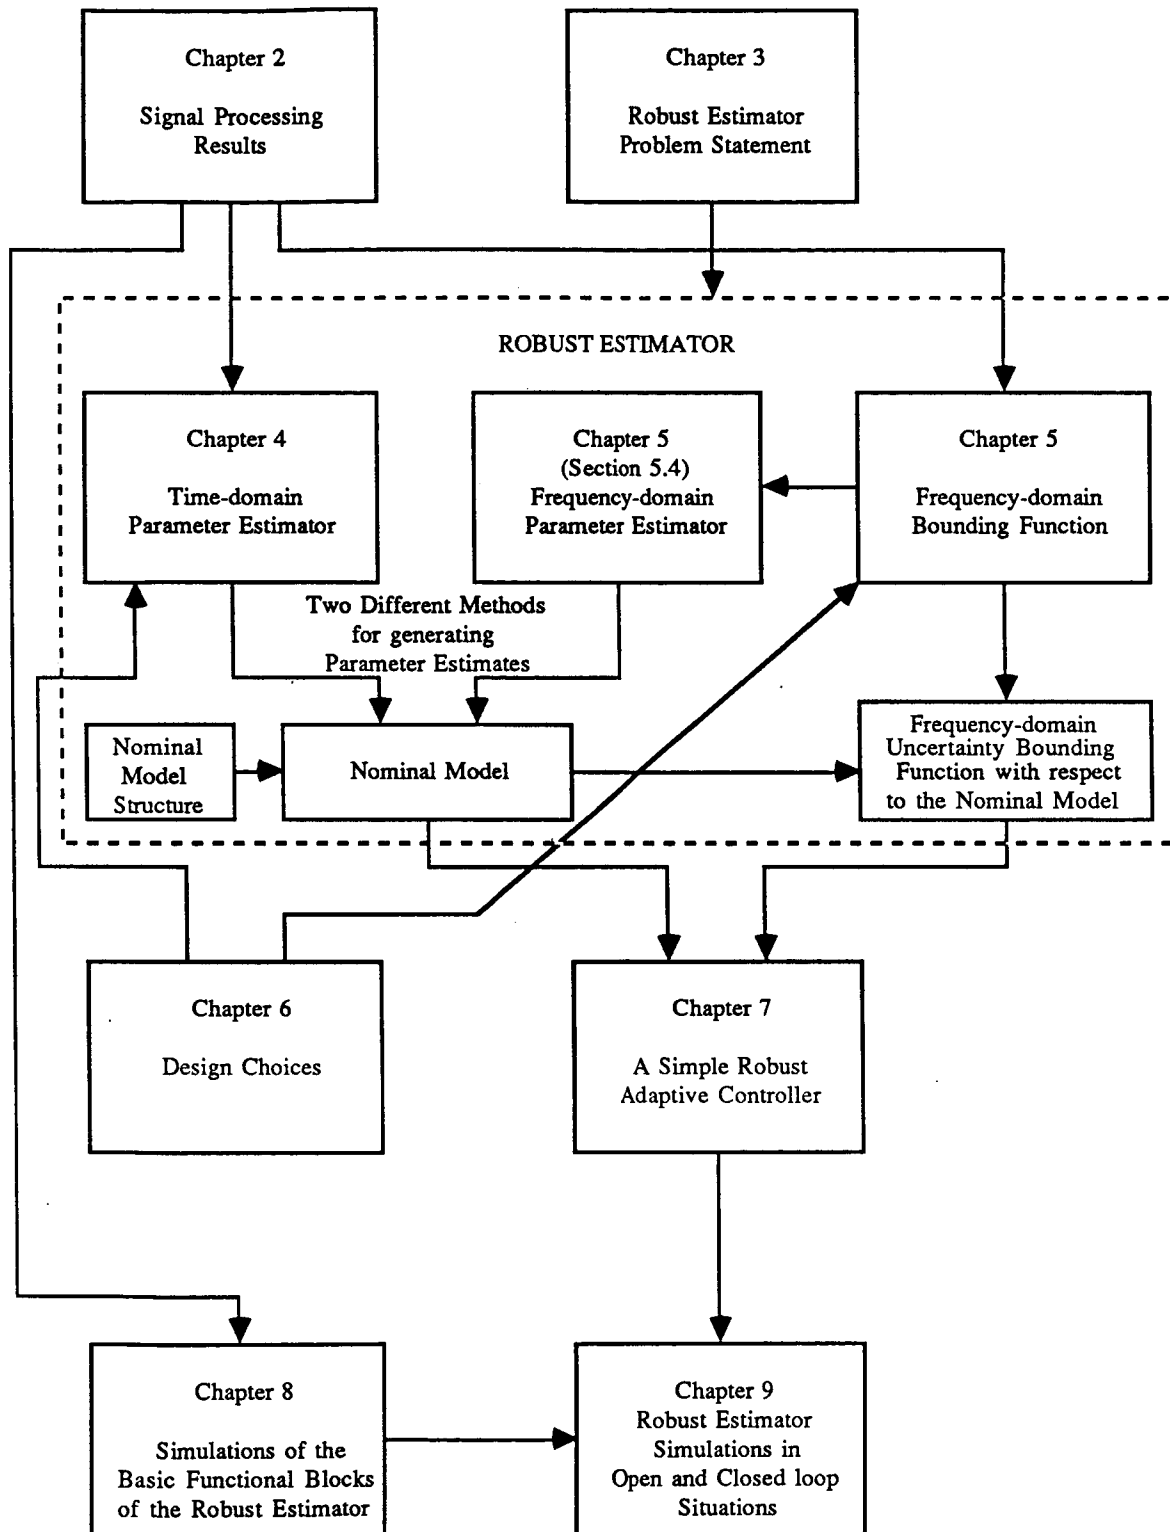 Chapter 2
Signal Processing
Results
Chapter 3
Robust Estimator
Problem Statement
ROBUST ESTIMATOR
Chapter 4
Time-domain
Parameter Estimator
Chapter 5
(Section 5.4)
Frequency-domain
Parameter Estimator
Chapter 5
Frequency-domain
Bounding Function
Two Different Methods
for generating
Parameter Estimates
Nominal
Model
Structure
Nominal Model
Frequency-domain
Uncertainty Bounding
Function with respect
to the Nominal Model
Chapter 6
Design Choices
Chapter 7
A Simple Robust
Adaptive Controller
Chapter 8
Simulations of the
Basic Functional Blocks
of the Robust Estimator
Chapter 9
Robust Estimator
Simulations in
Open and Closed loop
Situations